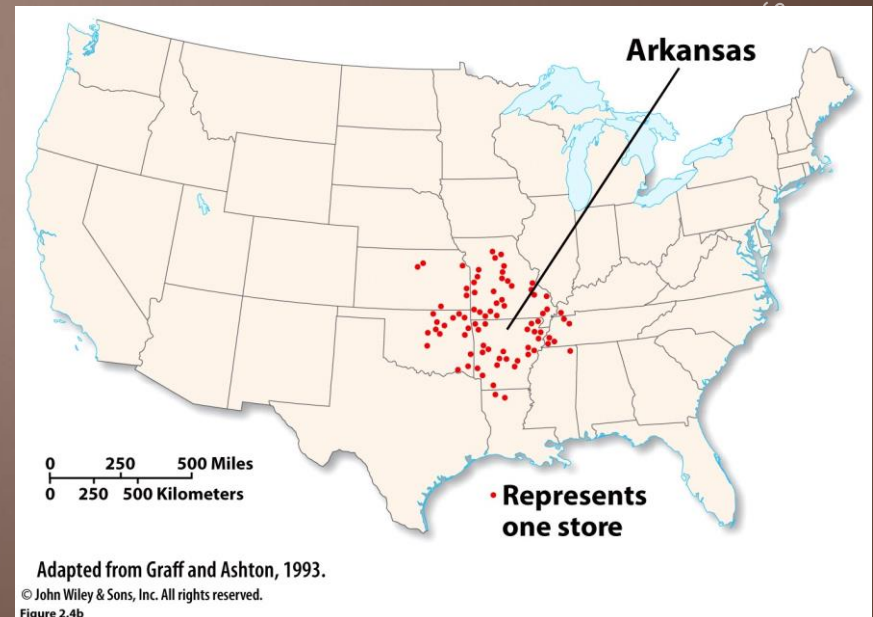 Arkansas
0 250 500 Miles
0 250 500 Kilometers
Represents
one store
Adapted from Graff and Ashton, 1993.
© John Wiley & Sons, Inc. All rights reserved.
Figure 2.4b